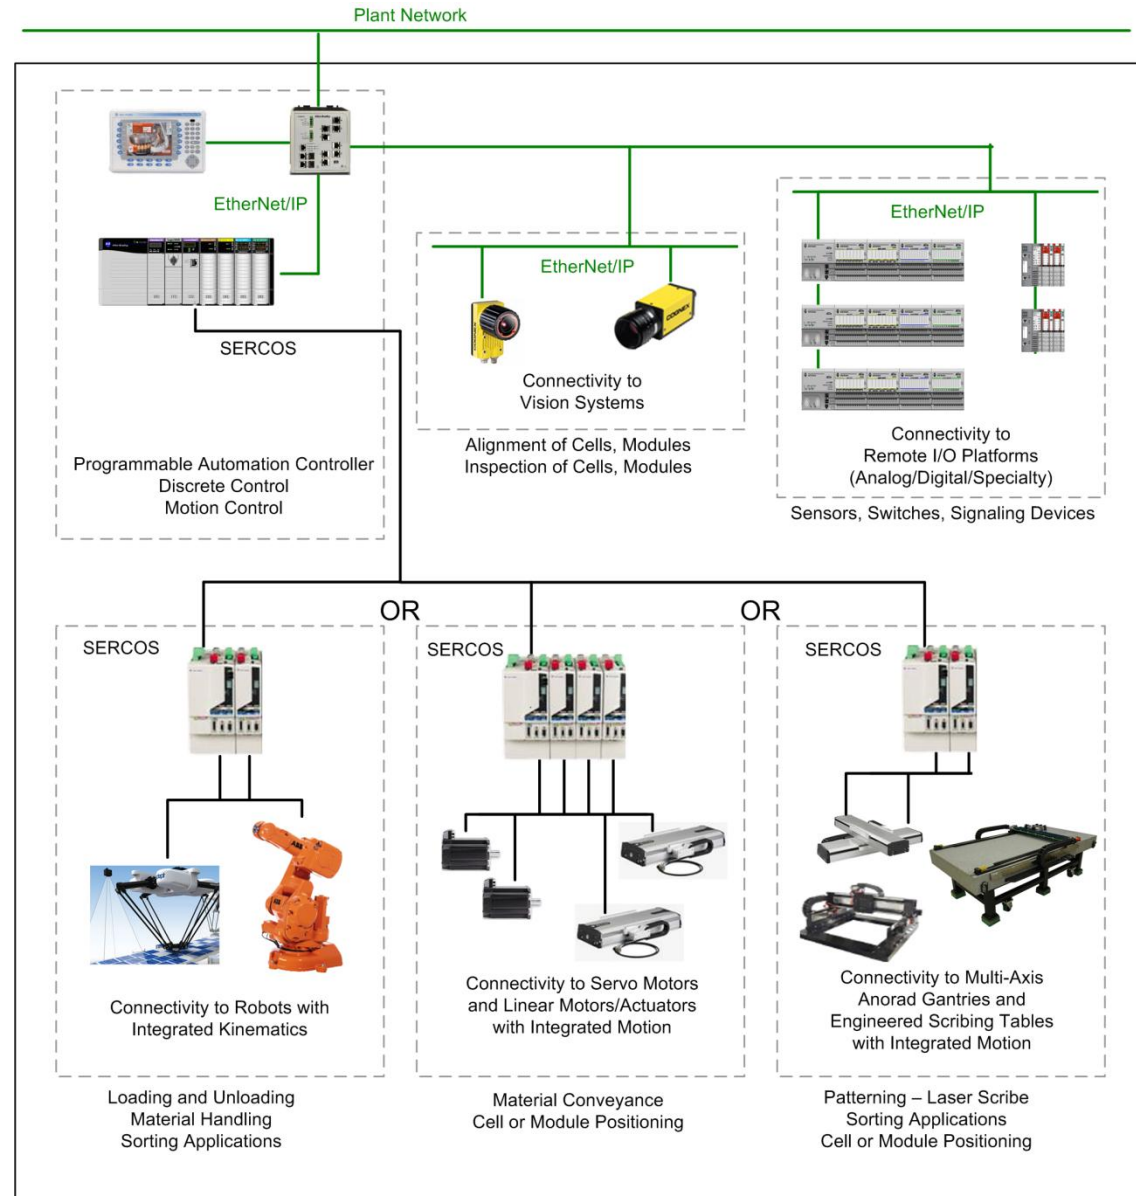 Plant Network
EtherNet/IP
SERCOS
Programmable Automation Controller
Discrete Control
Motion Control
EtherNet/IP
COGNEX
Connectivity to
Vision Systems
Alignment of Cells, Modules
Inspection of Cells, Modules
EtherNet/IP
Connectivity to
Remote I/O Platforms
(Analog/Digital/Specialty)
Sensors, Switches, Signaling Devices
OR
OR
SERCOS
ABB
Connectivity to Robots with
Integrated Kinematics
Loading and Unloading
Material Handling
Sorting Applications
SERCOS
Connectivity to Servo Motors
and Linear Motors/Actuators
with Integrated Motion
Material Conveyance
Cell or Module Positioning
SERCOS
Connectivity to Multi-Axis
Anorad Gantries and
Engineered Scribing Tables
with Integrated Motion
Patterning – Laser Scribe
Sorting Applications
Cell or Module Positioning